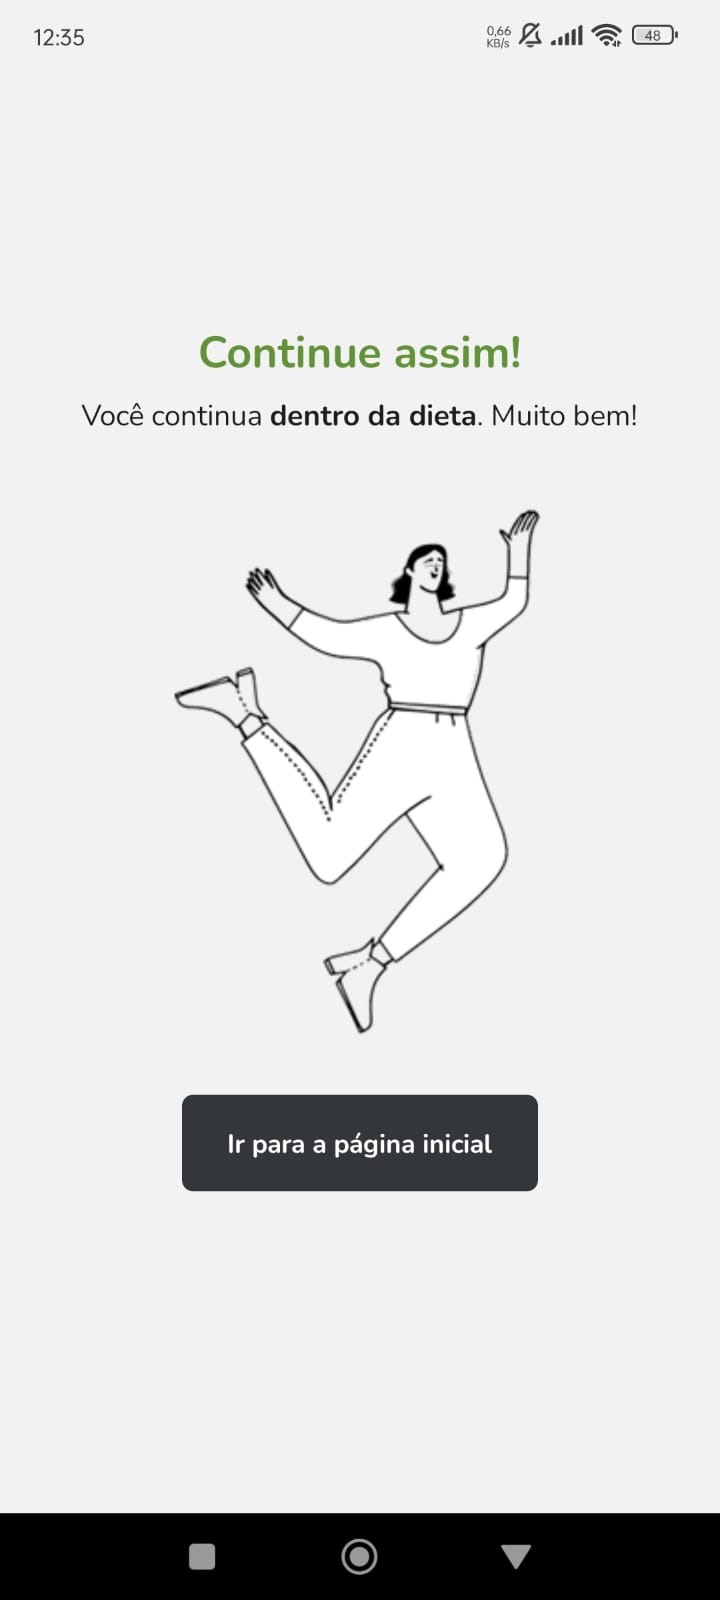 12:35
0,66
KB/s
48
Continue assim!
Você continua dentro da dieta. Muito bem!
Ir para a página inicial